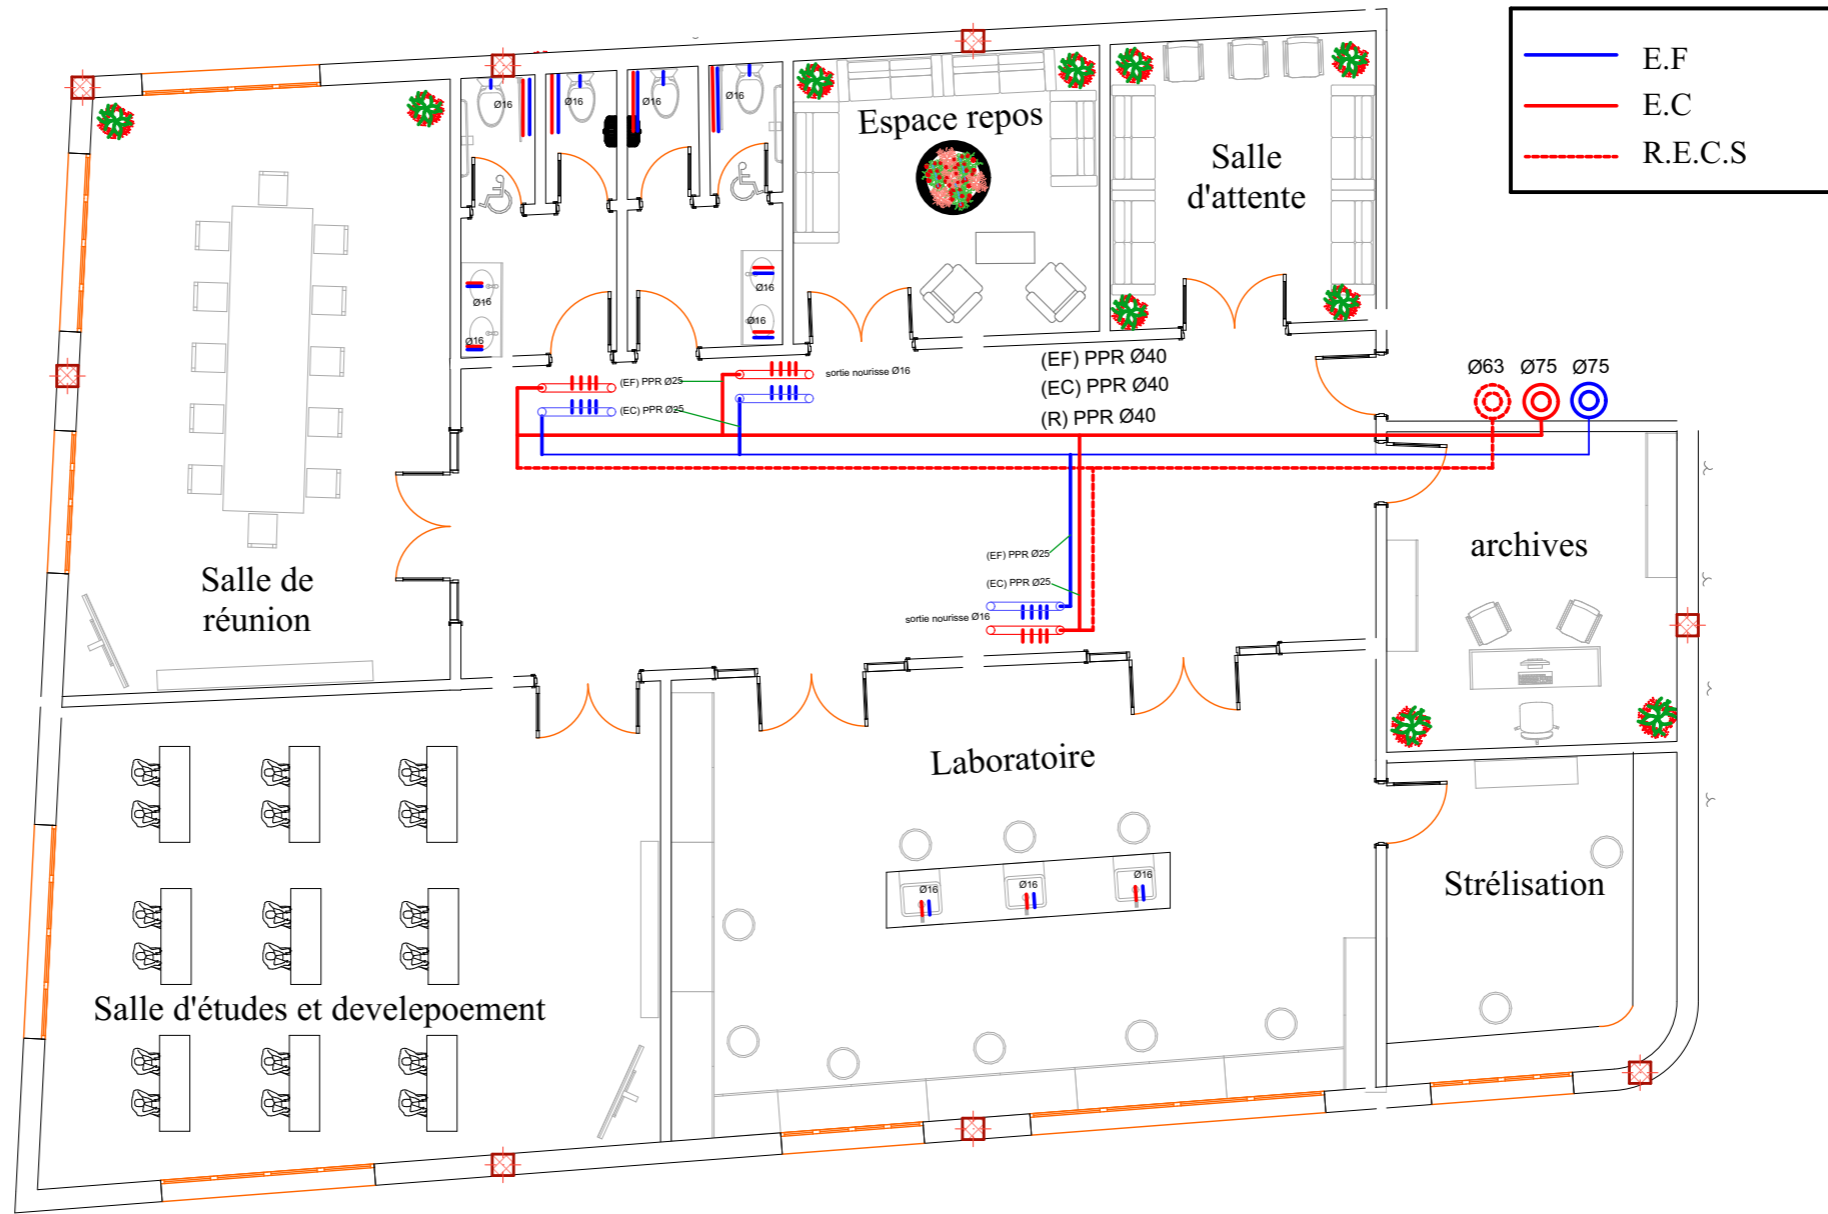 E.F
E.C
R.E.C.S
Ø16
Ø16
Ø16
Ø16
Espace repos
Salle
d'attente
Ø16
Ø16
Ø16
Ø16
(EF) PPR Ø40
(EC) PPR Ø40
(R) PPR Ø40
Ø63
Ø75
Ø75
(EF) PPR Ø25
(EC) PPR Ø25
sortie nourisse Ø16
Salle de
réunion
(EF) PPR Ø25
(EC) PPR Ø25
sortie nourisse Ø16
archives
Laboratoire
Ø16
Ø16
Ø16
Strélisation
Salle d'études et develepoement